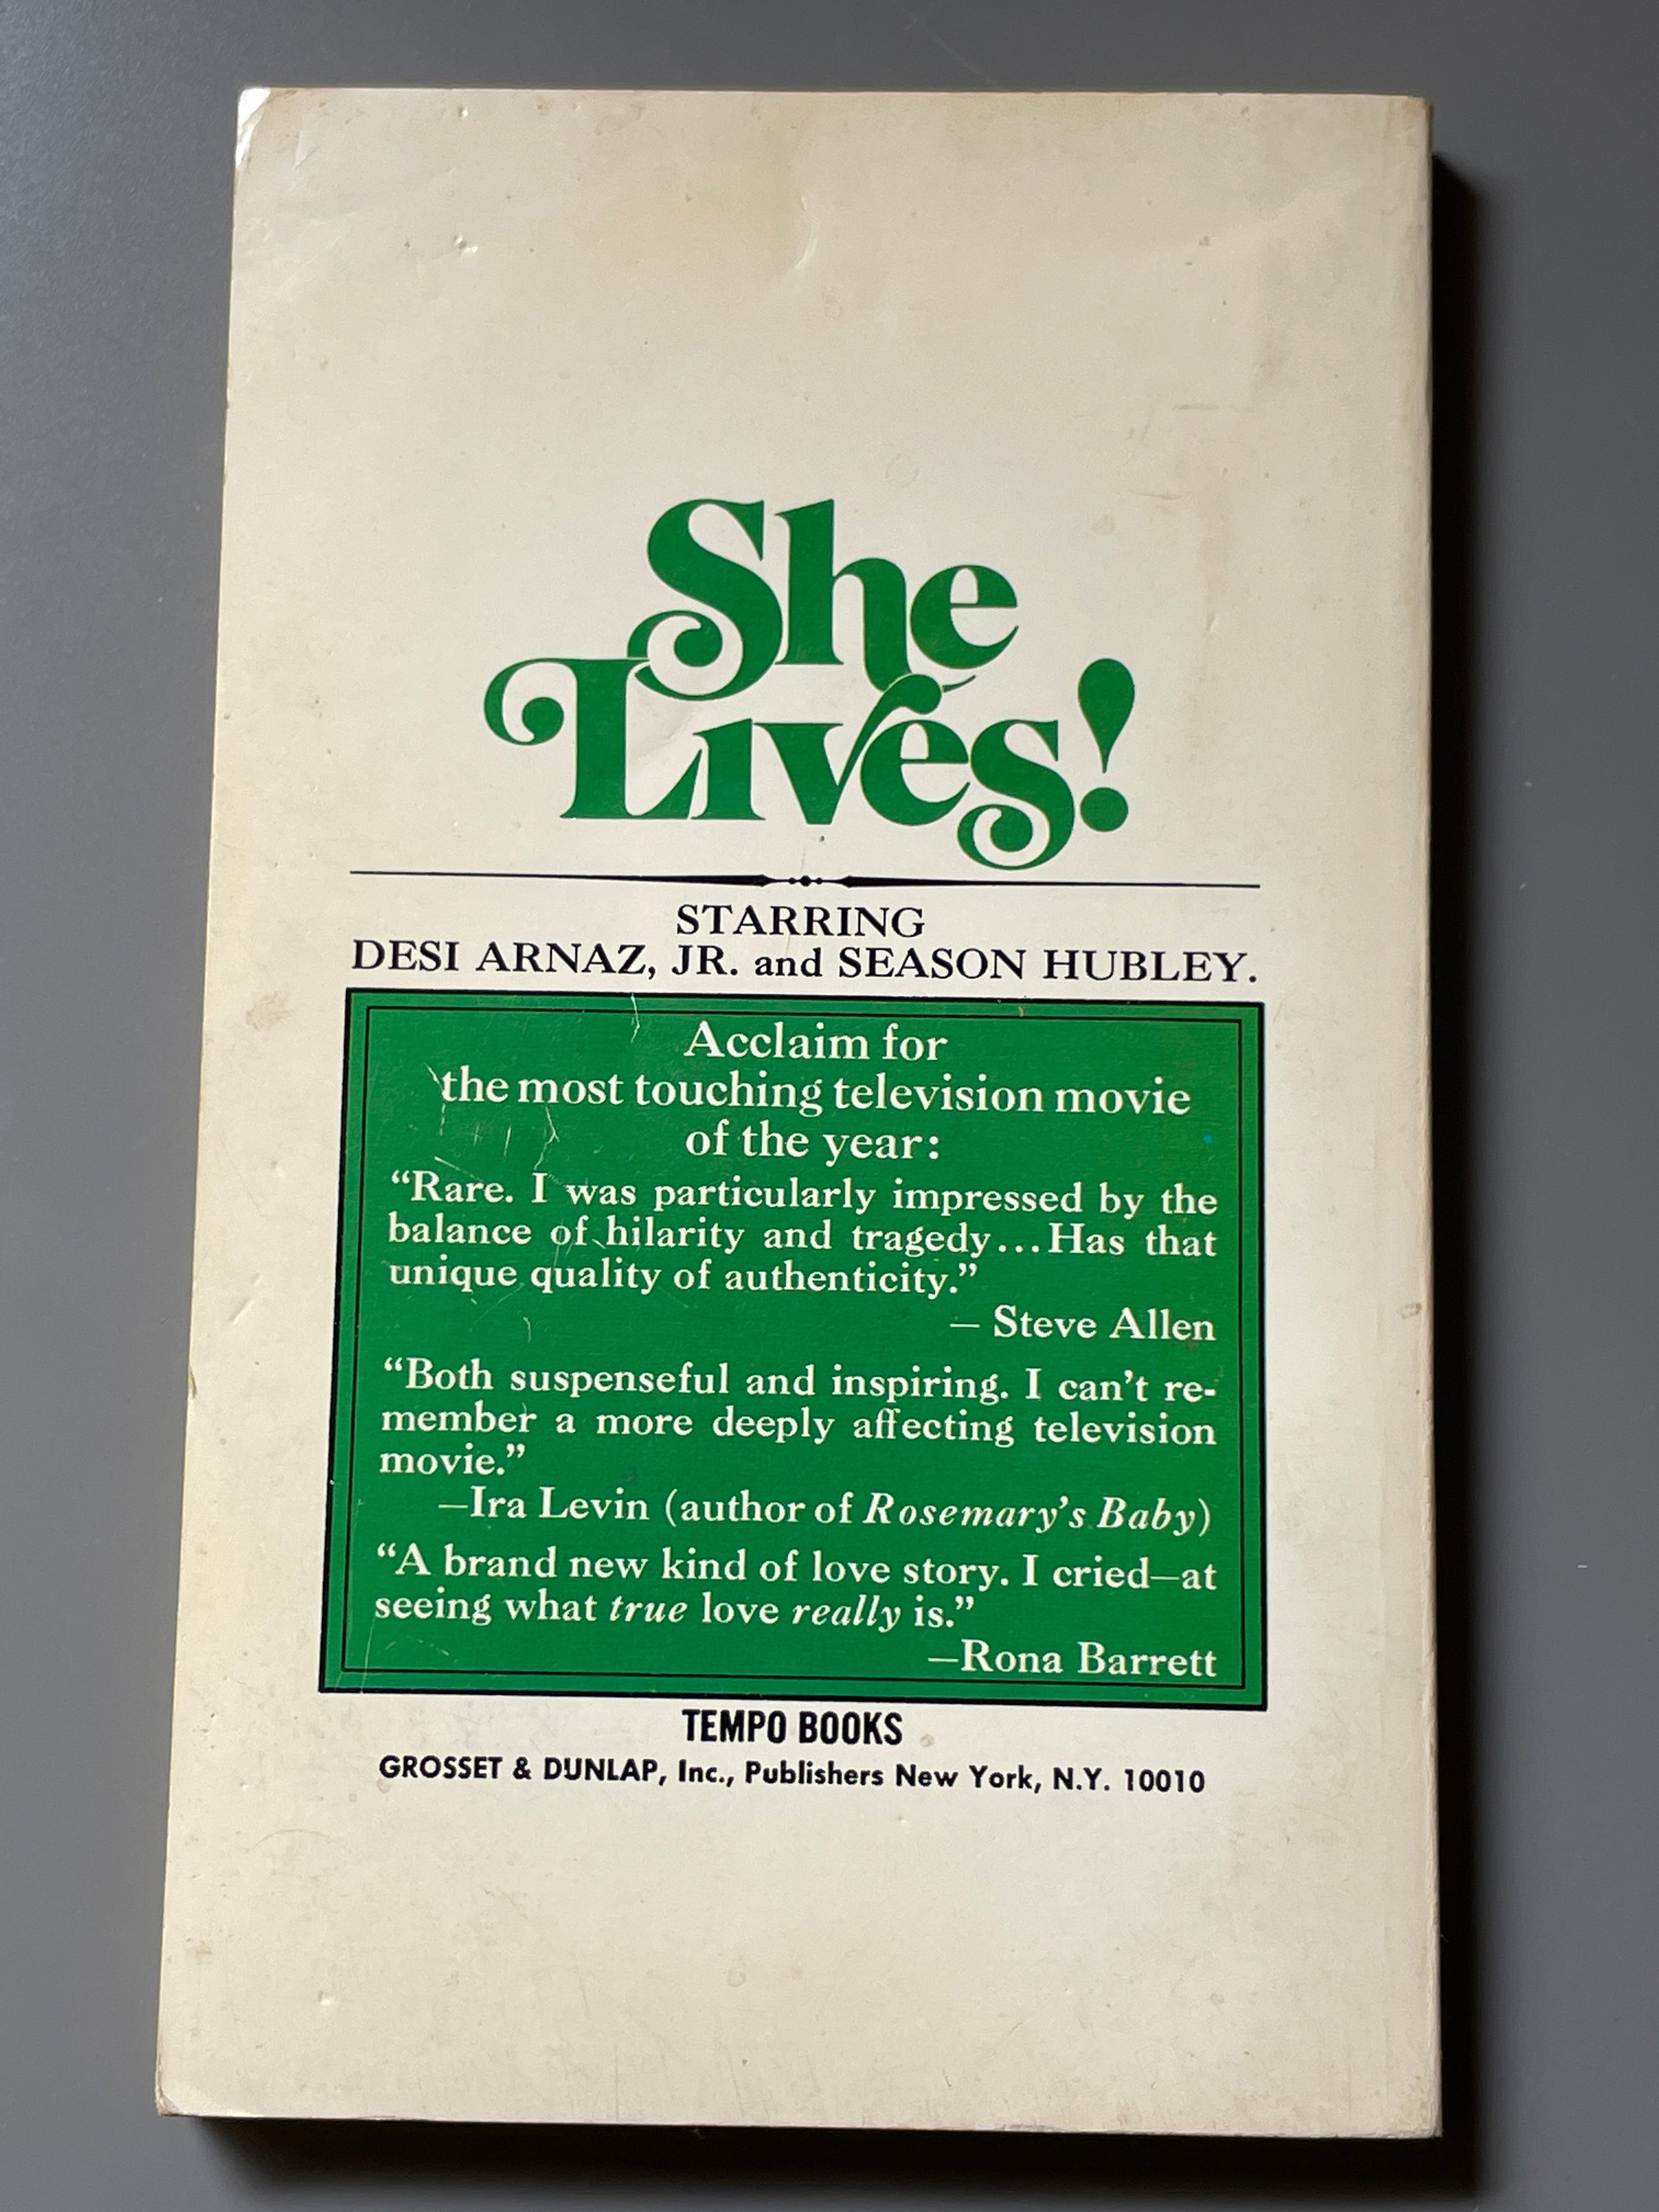 She
Lives!
STARRING
DESI ARNAZ, JR. and SEASON HUBLEY.
Acclaim for
the most touching television movie
of the year:
“Rare. I was particularly impressed by the
balance of hilarity and tragedy...Has that
unique quality of authenticity.”
— Steve Allen
“Both suspenseful and inspiring. I can’t re-
member a more deeply affecting television
movie.”
—Ira Levin (author of Rosemary’s Baby)
“A brand new kind of love story. I cried—at
seeing what true love really is.”
—Rona Barrett
TEMPO BOOKS
GROSSET & DUNLAP, Inc., Publishers New York, N.Y. 10010